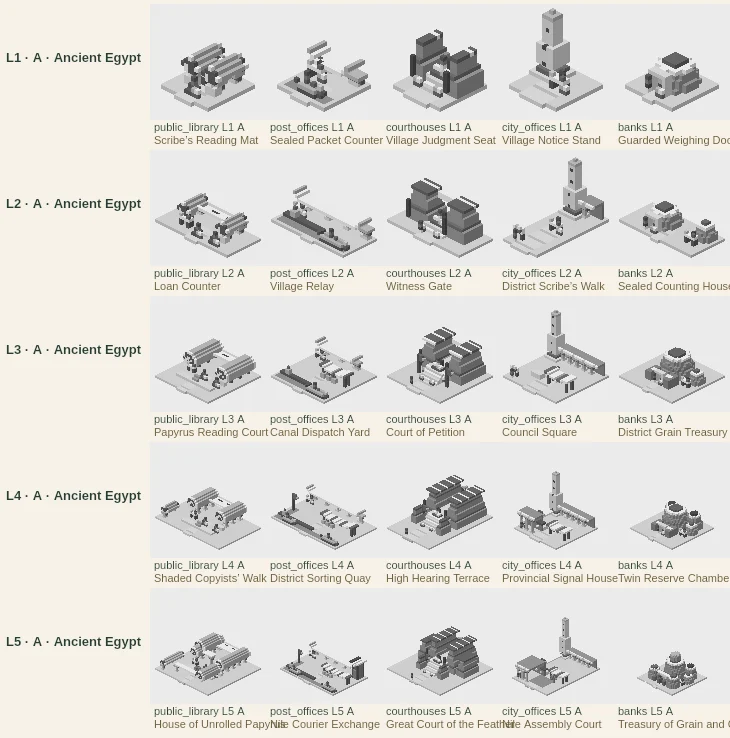 L1 · A · Ancient Egypt
public_library L1 A
Scribe's Reading Mat
post_offices L1 A
Sealed Packet Counter
courthouses L1 A
Village Judgment Seat
city_offices L1 A
Village Notice Stand
banks L1 A
Guarded Weighing Doo
L2 · A · Ancient Egypt
public_library L2 A
Loan Counter
post_offices L2 A
Village Relay
courthouses L2 A
Witness Gate
city_offices L2 A
District Scribe's Walk
banks L2 A
Sealed Counting House
L3 · A · Ancient Egypt
public_library L3 A
Papyrus Reading Court
post_offices L3 A
Canal Dispatch Yard
courthouses L3 A
Court of Petition
city_offices L3 A
Council Square
banks L3 A
District Grain Treasury
L4 · A · Ancient Egypt
public_library L4 A
Shaded Copyists' Walk
post_offices L4 A
District Sorting Quay
courthouses L4 A
High Hearing Terrace
city_offices L4 A
Provincial Signal House
banks L4 A
Twin Reserve Chambe
L5 · A · Ancient Egypt
public_library L5 A
House of Unrolled Papyrus
post_offices L5 A
Nile Courier Exchange
courthouses L5 A
Great Court of the Feather
city_offices L5 A
Nile Assembly Court
banks L5 A
Treasury of Grain and